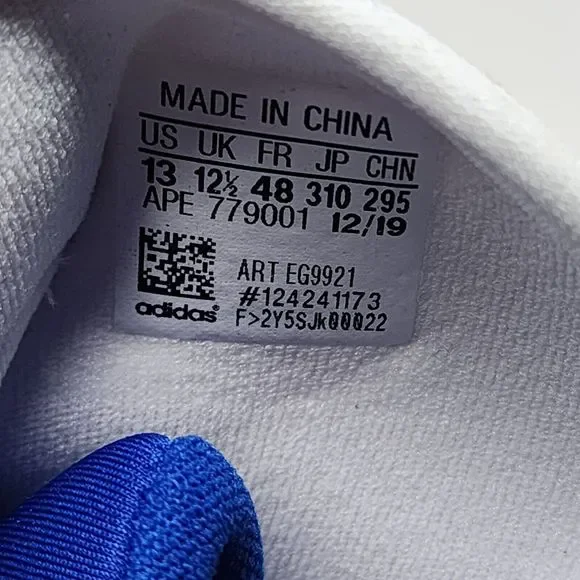 MADE IN CHINA
US UK FR JP CHN
13 12½ 48 310 295
APE 779001 12/19
ART EG9921
#124241173
adidas F>2Y5SJk00022